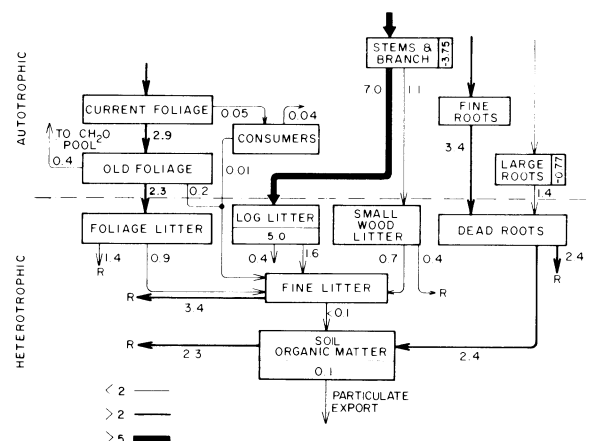 AUTOTROPHIC
HETEROTROPHIC
STEMS &
BRANCH
-3.75
7.0
1.1
CURRENT FOLIAGE
0.05
0.04
CONSUMERS
FINE
ROOTS
TO CH2O
POOL2
2.9
0.4
OLD FOLIAGE
0.01
3.4
LARGE
ROOTS
-0.77
2.3
0.2
1.4
FOLIAGE LITTER
LOG LITTER
5.0
SMALL
WOOD
LITTER
DEAD ROOTS
1.4
R
0.9
0.4
1.6
0.7
0.4
R
2.4
R
FINE LITTER
R
3.4
<0.1
SOIL
ORGANIC MATTER
0.1
R
2.3
2.4
PARTICULATE
EXPORT
< 2
> 2
> 5